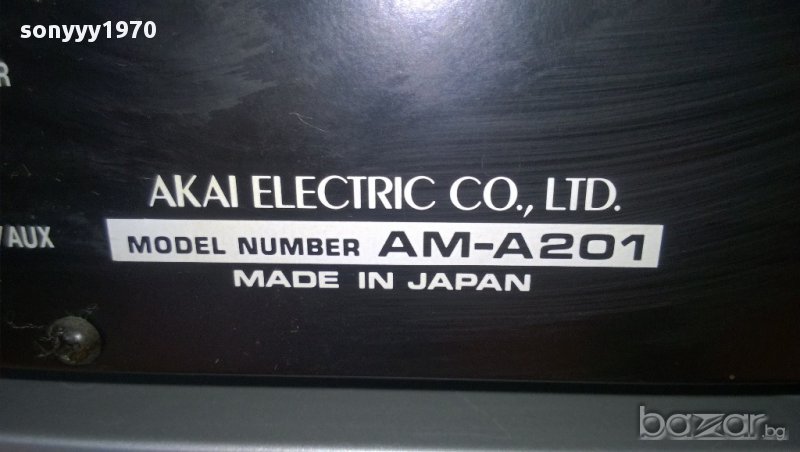 sonyyy1970
R
AKAI ELECTRIC CO., LTD.
/AUX
MODEL NUMBER AM-A201
MADE IN JAPAN
bazar.bg